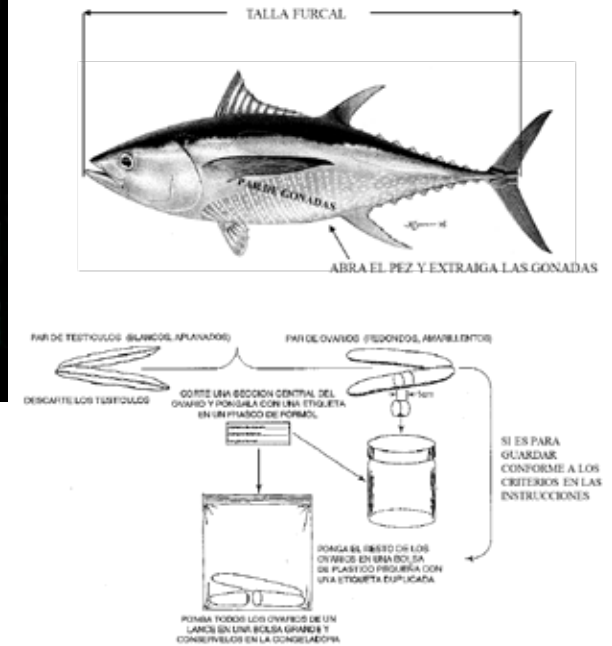 TALLA FURCAL
PAR DE GONADAS
ABRA EL PEZ Y EXTRAIGA LAS GONADAS
PAR DE TESTICULOS (BLANCOS, APLANADOS)
PAR DE OVARIOS (REDONDOS, AMARILLENTOS)
DESCARTE LOS TESTICULOS
CORTE UNA SECCION CENTRAL DEL
OVARIO Y PONGALA CON UNA ETIQUETA
EN UN FRASCO DE FORMOL
SI ES PARA
GUARDAR
CONFORME A LOS
CRITERIOS EN LAS
INSTRUCCIONES
PONGA EL RESTO DE LOS
OVARIOS EN UNA BOLSA
DE PLASTICO PEQUEÑA CON
UNA ETIQUETA DUPLICADA
PONGA TODOS LOS OVARIOS DE UN
LANCE EN UNA BOLSA GRANDE Y
CONSERVELOS EN LA CONGELADORA